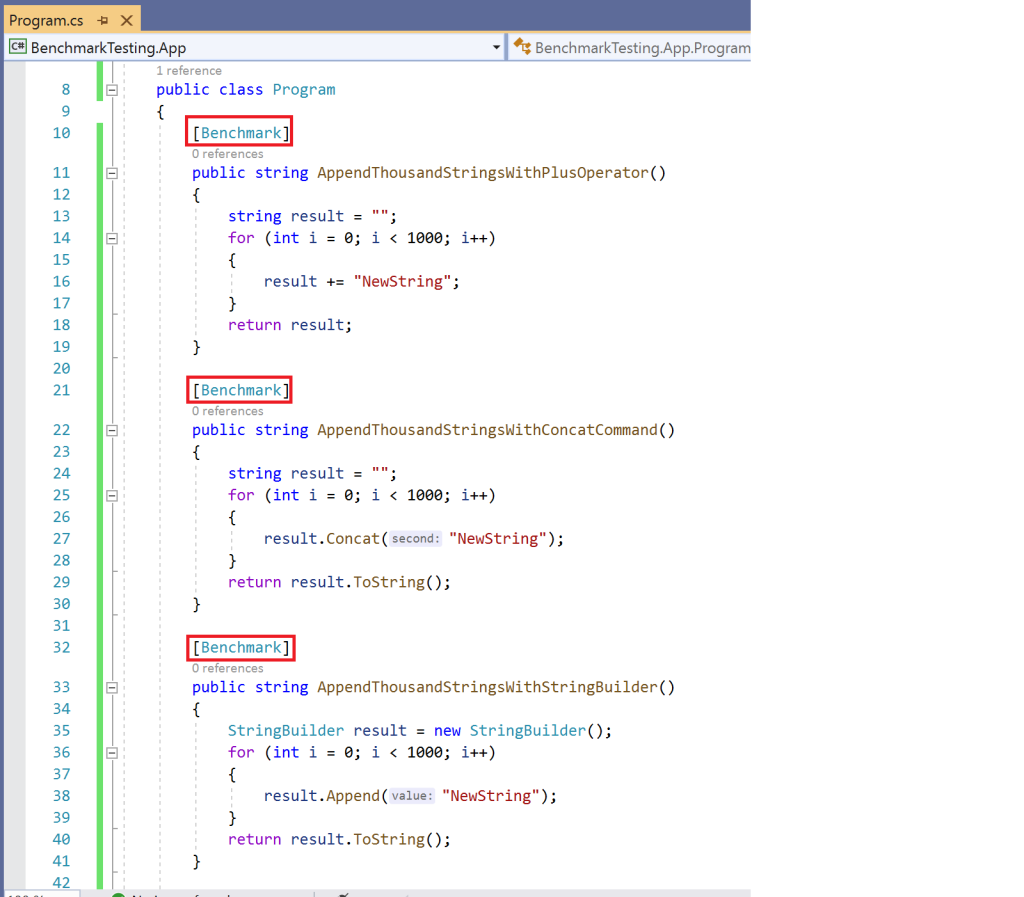 Program.cs
C# BenchmarkTesting.App BenchmarkTesting.App.Program
1 reference
8 public class Program
9 {
10 [Benchmark]
0 references
11 public string AppendThousandStringsWithPlusOperator()
12 {
13 string result = "";
14 for (int i = 0; i < 1000; i++)
15 {
16 result += "NewString";
17 }
18 return result;
19 }
20
21 [Benchmark]
0 references
22 public string AppendThousandStringsWithConcatCommand()
23 {
24 string result = "";
25 for (int i = 0; i < 1000; i++)
26 {
27 result.Concat(second: "NewString");
28 }
29 return result.ToString();
30 }
31
32 [Benchmark]
0 references
33 public string AppendThousandStringsWithStringBuilder()
34 {
35 StringBuilder result = new StringBuilder();
36 for (int i = 0; i < 1000; i++)
37 {
38 result.Append(value: "NewString");
39 }
40 return result.ToString();
41 }
42